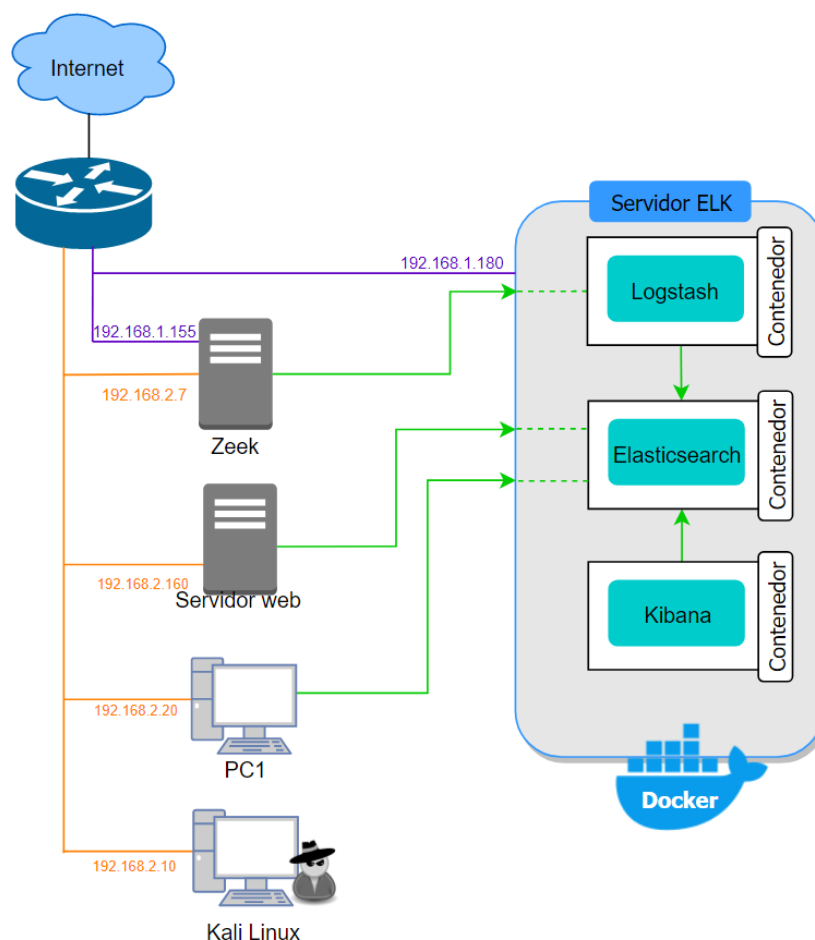 Internet
Servidor ELK
192.168.1.180
Logstash
Contenedor
192.168.1.155
192.168.2.7
Zeek
Elasticsearch
Contenedor
192.168.2.160
Servidor web
Kibana
Contenedor
192.168.2.20
PC1
Docker
192.168.2.10
Kali Linux